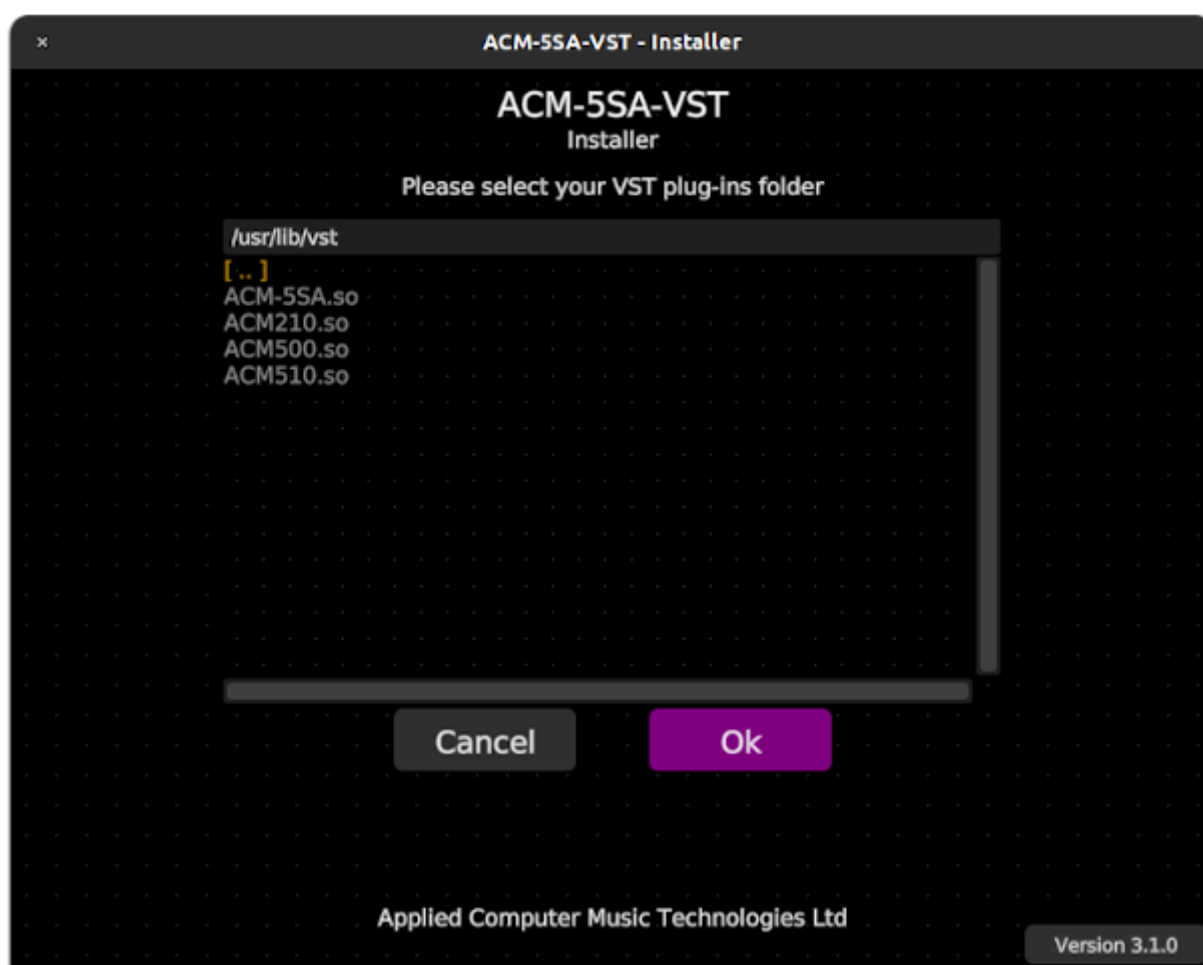 × ACM-5SA-VST - Installer
ACM-5SA-VST
Installer
Please select your VST plug-ins folder
/usr/lib/vst
[ .. ]
ACM-5SA.so
ACM210.so
ACM500.so
ACM510.so
Cancel Ok
Applied Computer Music Technologies Ltd
Version 3.1.0